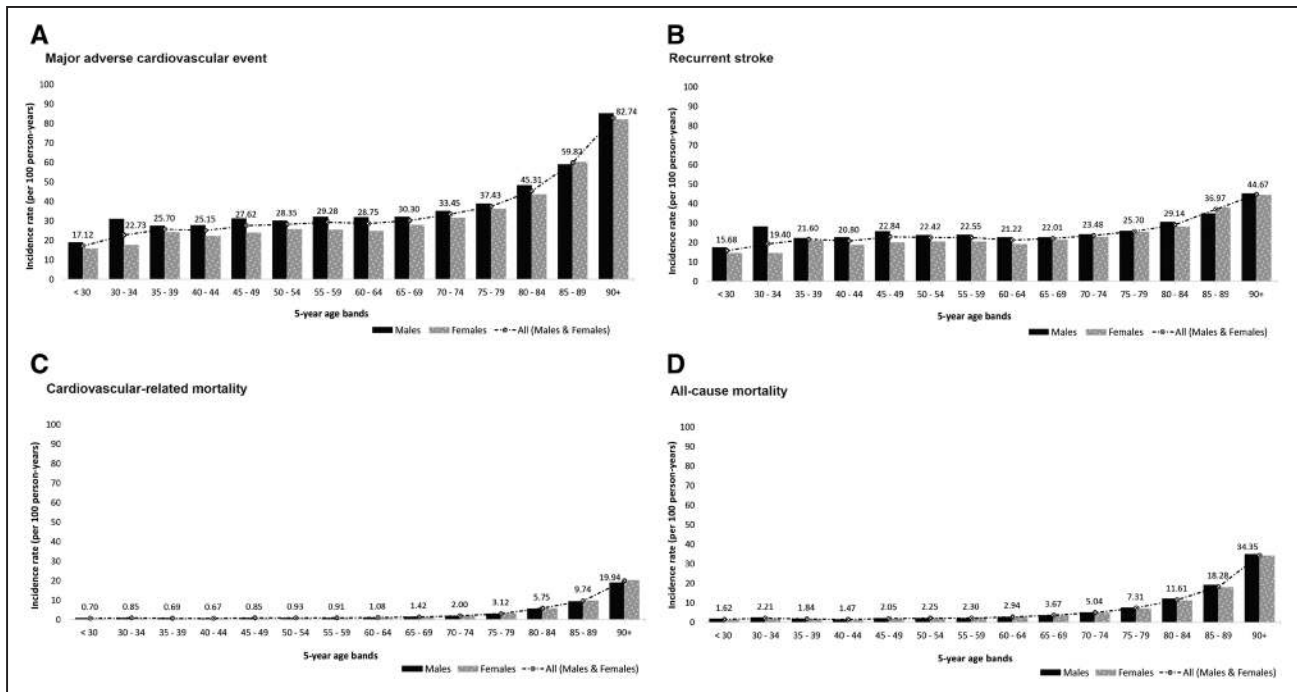 A
Major adverse cardiovascular event
Incidence rate (per 100 person-years)
100
90
80
70
60
50
40
30
20
10
0
17.12 22.73 25.70 25.15 27.62 28.35 29.28 28.75 30.30 33.45 37.43 45.31 59.82 82.74
< 30 30 - 34 35 - 39 40 - 44 45 - 49 50 - 54 55 - 59 60 - 64 65 - 69 70 - 74 75 - 79 80 - 84 85 - 89 90+
5-year age bands
Males Females All (Males & Females)
B
Recurrent stroke
Incidence rate (per 100 person-years)
100
90
80
70
60
50
40
30
20
10
0
15.68 19.40 21.60 20.80 22.84 22.42 22.55 21.22 22.01 23.48 25.70 29.14 36.97 44.67
< 30 30 - 34 35 - 39 40 - 44 45 - 49 50 - 54 55 - 59 60 - 64 65 - 69 70 - 74 75 - 79 80 - 84 85 - 89 90+
5-year age bands
Males Females All (Males & Females)
C
Cardiovascular-related mortality
Incidence rate (per 100 person-years)
100
90
80
70
60
50
40
30
20
10
0
0.70 0.85 0.69 0.67 0.85 0.93 0.91 1.08 1.42 2.00 3.12 5.75 9.74 19.94
< 30 30 - 34 35 - 39 40 - 44 45 - 49 50 - 54 55 - 59 60 - 64 65 - 69 70 - 74 75 - 79 80 - 84 85 - 89 90+
5-year age bands
Males Females All (Males & Females)
D
All-cause mortality
Incidence rate (per 100 person-years)
100
90
80
70
60
50
40
30
20
10
0
1.62 2.21 1.84 1.47 2.05 2.25 2.30 2.94 3.67 5.04 7.31 11.61 18.28 34.35
< 30 30 - 34 35 - 39 40 - 44 45 - 49 50 - 54 55 - 59 60 - 64 65 - 69 70 - 74 75 - 79 80 - 84 85 - 89 90+
5-year age bands
Males Females All (Males & Females)